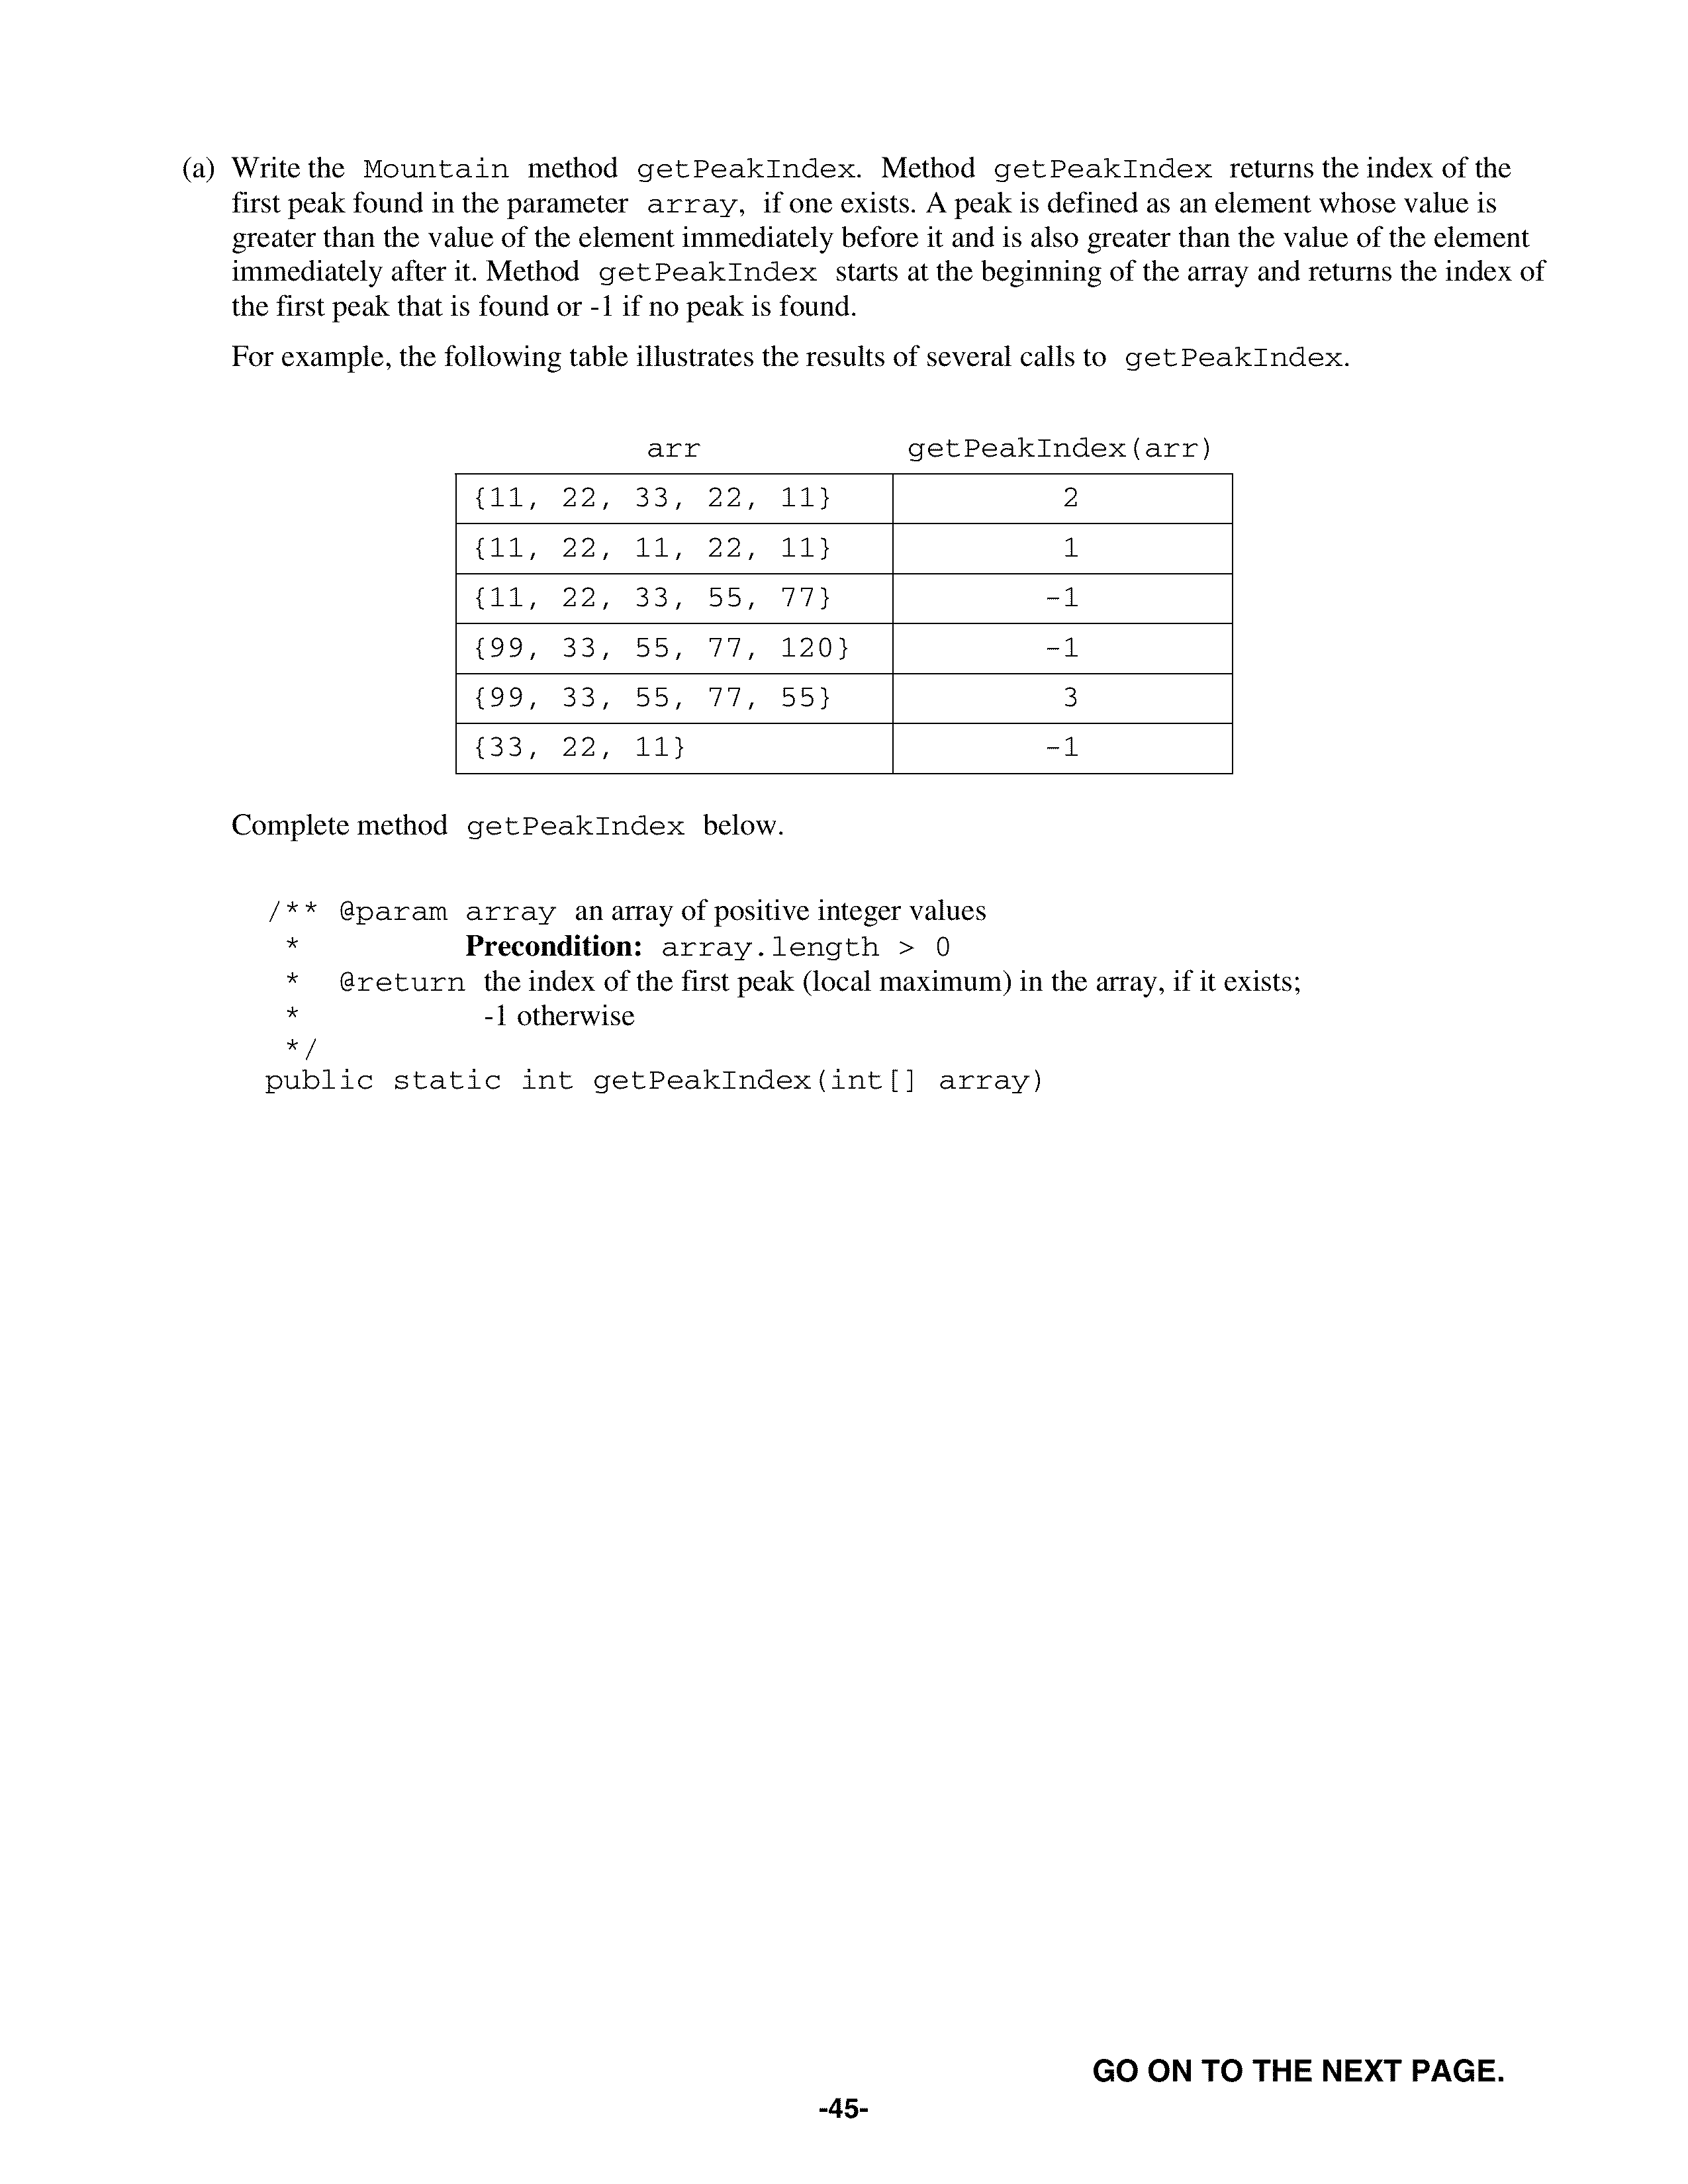 (a) Write the Mountain method getPeakIndex. Method getPeakIndex returns the index of the
first peak found in the parameter array, if one exists. A peak is defined as an element whose value is
greater than the value of the element immediately before it and is also greater than the value of the element
immediately after it. Method getPeakIndex starts at the beginning of the array and returns the index of
the first peak that is found or -1 if no peak is found.
For example, the following table illustrates the results of several calls to getPeakIndex.
arr getPeakIndex(arr)
{11, 22, 33, 22, 11} 2
{11, 22, 11, 22, 11} 1
{11, 22, 33, 55, 77} -1
{99, 33, 55, 77, 120} -1
{99, 33, 55, 77, 55} 3
{33, 22, 11} -1
Complete method getPeakIndex below.
/** @param array an array of positive integer values
* Precondition: array.length > 0
* @return the index of the first peak (local maximum) in the array, if it exists;
* -1 otherwise
*/
public static int getPeakIndex(int[] array)
GO ON TO THE NEXT PAGE.
-45-